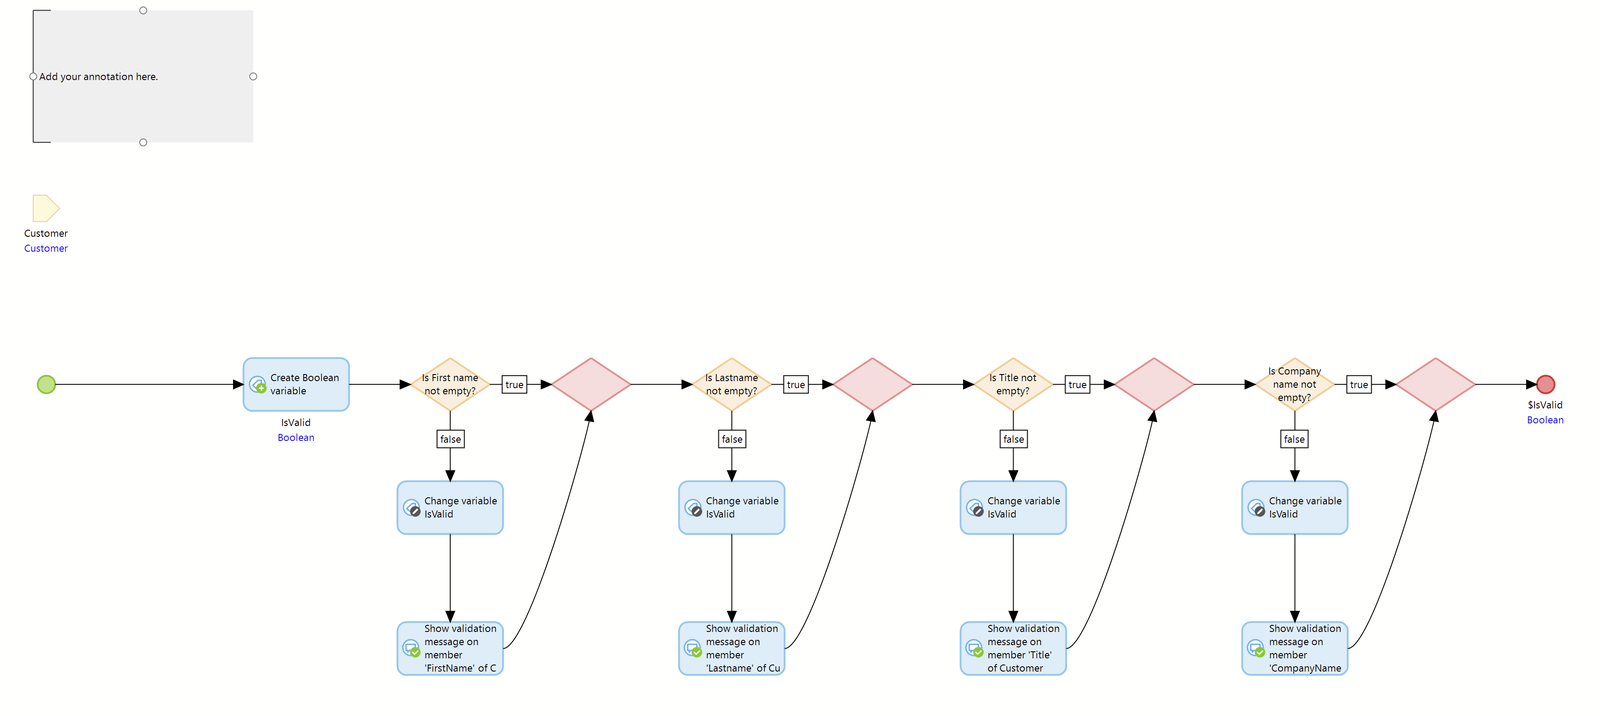 Add your annotation here.
Customer
Customer
Create Boolean
variable
IsValid
Boolean
Is First name
not empty?
true
false
Change variable
IsValid
Show validation
message on
member
'FirstName' of C
Is Lastname
not empty?
true
false
Change variable
IsValid
Show validation
message on
member
'Lastname' of Cu
Is Title not
empty?
true
false
Change variable
IsValid
Show validation
message on
member 'Title'
of Customer
Is Company
name not
empty?
true
false
Change variable
IsValid
Show validation
message on
member
'CompanyName
$IsValid
Boolean